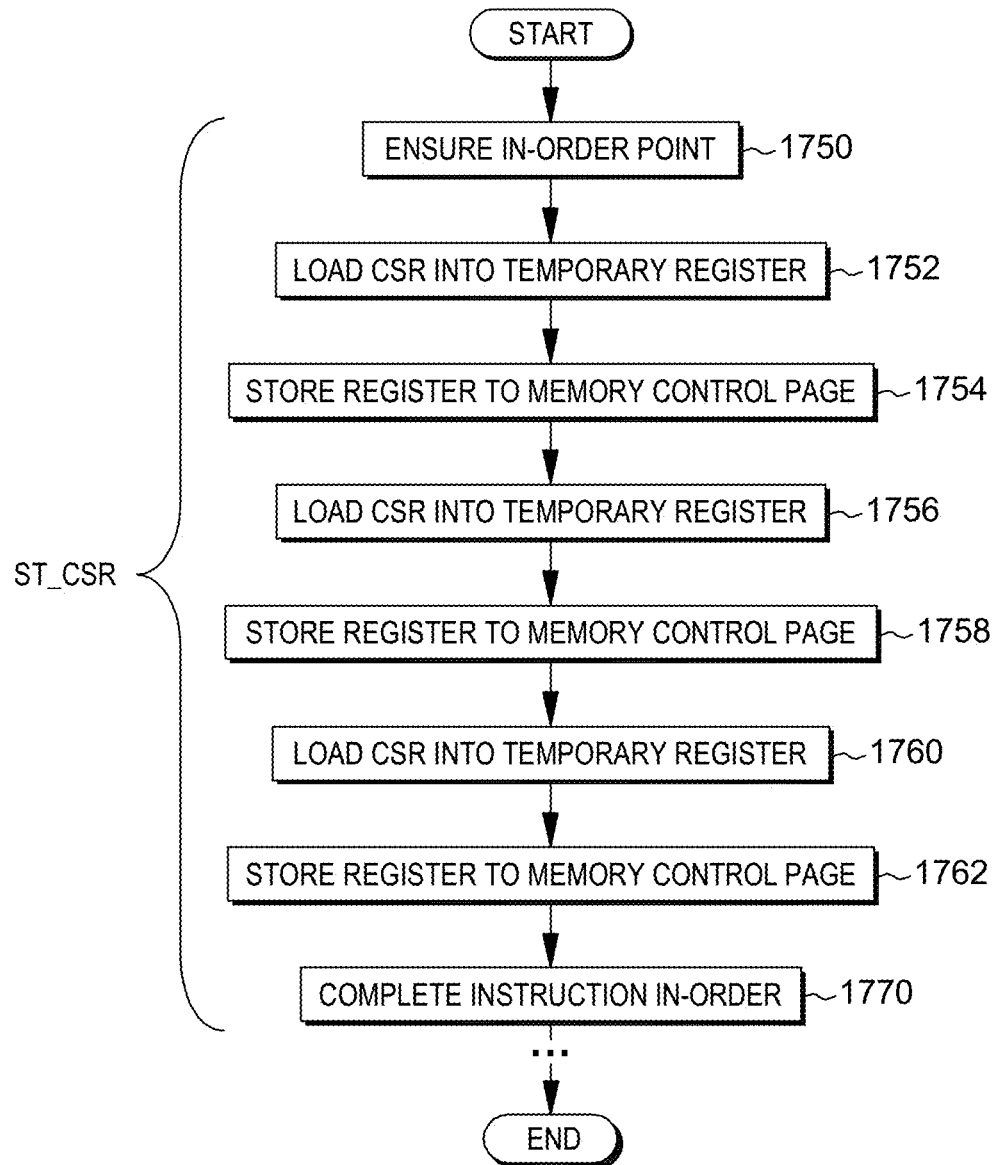 START
ENSURE IN-ORDER POINT 1750
LOAD CSR INTO TEMPORARY REGISTER 1752
STORE REGISTER TO MEMORY CONTROL PAGE 1754
LOAD CSR INTO TEMPORARY REGISTER 1756
ST_CSR
STORE REGISTER TO MEMORY CONTROL PAGE 1758
LOAD CSR INTO TEMPORARY REGISTER 1760
STORE REGISTER TO MEMORY CONTROL PAGE 1762
COMPLETE INSTRUCTION IN-ORDER 1770
...
END